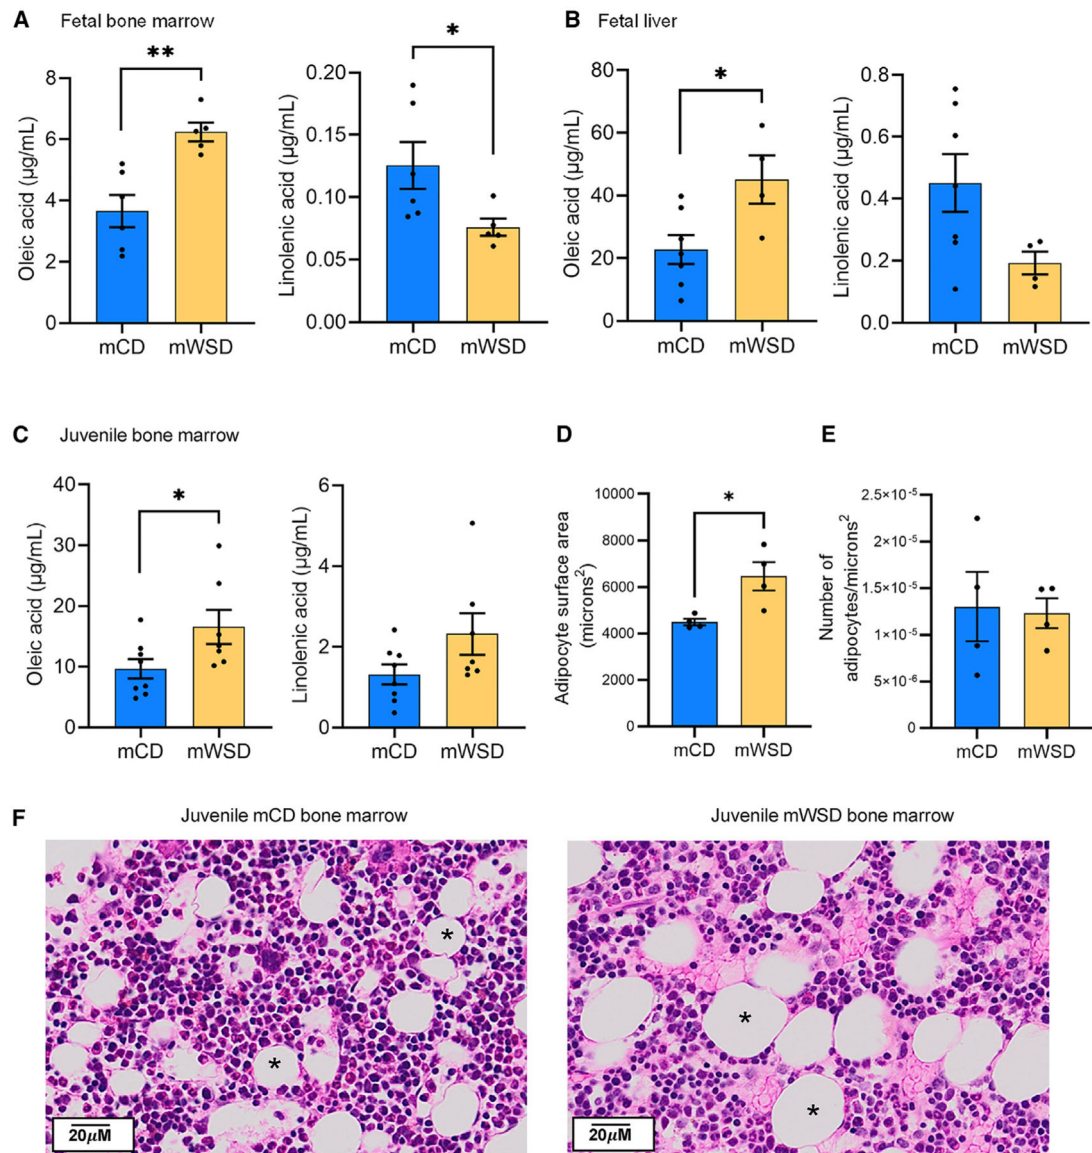 A Fetal bone marrow
B Fetal liver
**
*
*
Oleic acid (µg/mL)
8
6
4
2
0
mCD mWSD
Linolenic acid (µg/mL)
0.20
0.15
0.10
0.05
0.00
mCD mWSD
Oleic acid (µg/mL)
80
60
40
20
0
mCD mWSD
Linolenic acid (µg/mL)
0.8
0.6
0.4
0.2
0.0
mCD mWSD
C Juvenile bone marrow
Oleic acid (µg/mL)
40
30
20
10
0
*
mCD mWSD
Linolenic acid (µg/mL)
6
4
2
0
mCD mWSD
D
Adipocyte surface area
(microns²)
10000
8000
6000
4000
2000
0
*
mCD mWSD
E
Number of
adipocytes/microns²
2.5×10⁻⁵
2×10⁻⁵
1.5×10⁻⁵
1×10⁻⁵
5×10⁻⁶
0
mCD mWSD
F
Juvenile mCD bone marrow
Juvenile mWSD bone marrow
*
*
20µM
*
*
20µM